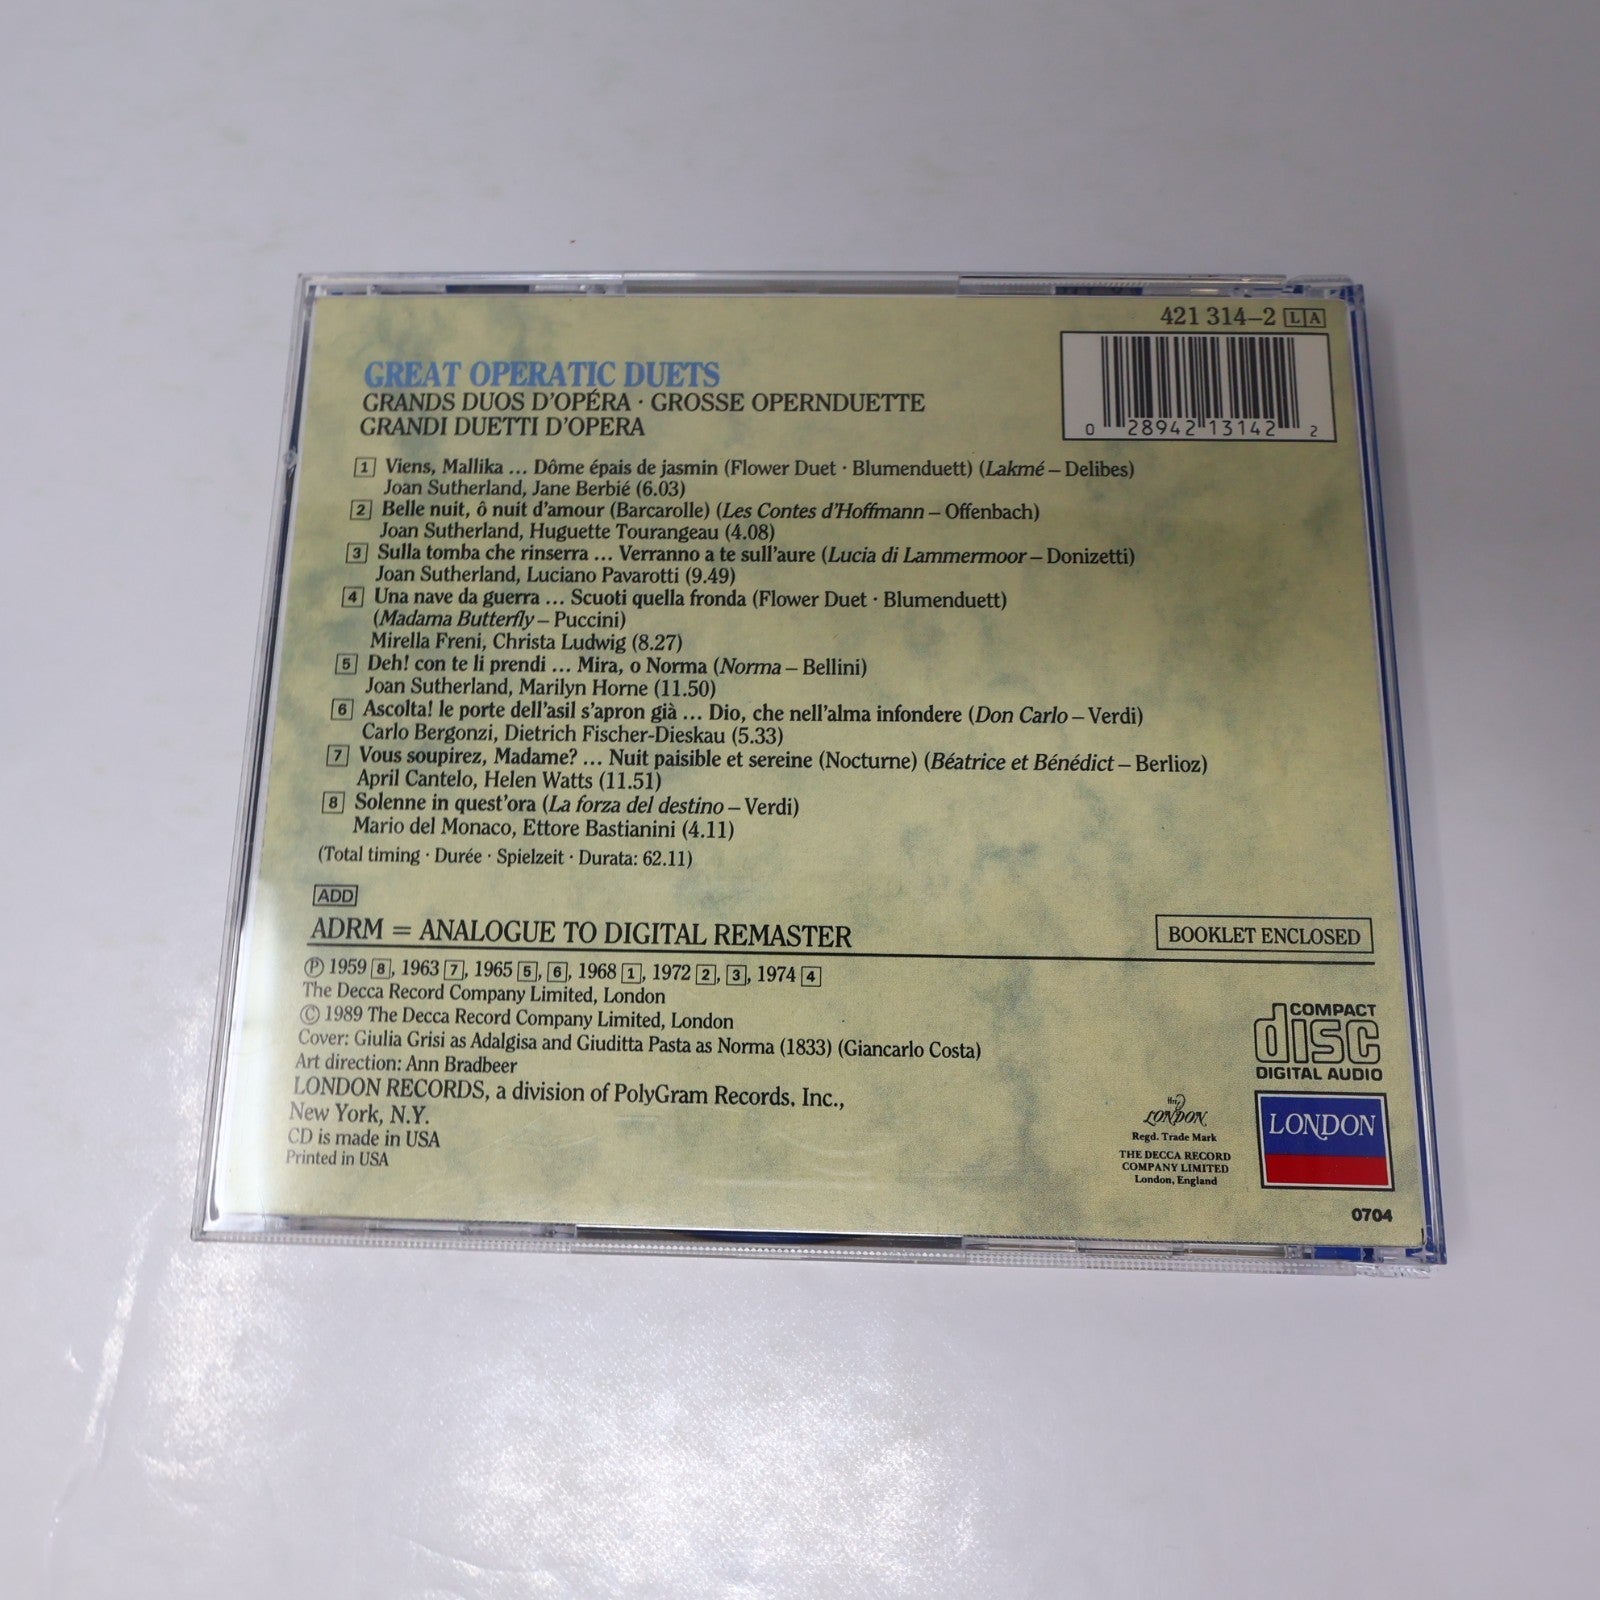 421 314-2 LA
0 28942 13142 2
GREAT OPERATIC DUETS
GRANDS DUOS D'OPÉRA · GROSSE OPERNDUETTE
GRANDI DUETTI D'OPERA
1 Viens, Mallika ... Dôme épais de jasmin (Flower Duet · Blumenduett) (Lakmé – Delibes)
Joan Sutherland, Jane Berbié (6.03)
2 Belle nuit, ô nuit d'amour (Barcarolle) (Les Contes d'Hoffmann – Offenbach)
Joan Sutherland, Huguette Tourangeau (4.08)
3 Sulla tomba che rinserra ... Verranno a te sull'aure (Lucia di Lammermoor – Donizetti)
Joan Sutherland, Luciano Pavarotti (9.49)
4 Una nave da guerra ... Scuoti quella fronda (Flower Duet · Blumenduett)
(Madama Butterfly – Puccini)
Mirella Freni, Christa Ludwig (8.27)
5 Deh! con te li prendi ... Mira, o Norma (Norma – Bellini)
Joan Sutherland, Marilyn Horne (11.50)
6 Ascolta! le porte dell'asil s'apron già ... Dio, che nell'alma infondere (Don Carlo – Verdi)
Carlo Bergonzi, Dietrich Fischer-Dieskau (5.33)
7 Vous soupirez, Madame? ... Nuit paisible et sereine (Nocturne) (Béatrice et Bénédict – Berlioz)
April Cantelo, Helen Watts (11.51)
8 Solenne in quest'ora (La forza del destino – Verdi)
Mario del Monaco, Ettore Bastianini (4.11)
(Total timing · Durée · Spielzeit · Durata: 62.11)
ADD
ADRM = ANALOGUE TO DIGITAL REMASTER
BOOKLET ENCLOSED
Ⓟ 1959 8, 1963 7, 1965 5, 6, 1968 1, 1972 2, 3, 1974 4
The Decca Record Company Limited, London
© 1989 The Decca Record Company Limited, London
Cover: Giulia Grisi as Adalgisa and Giuditta Pasta as Norma (1833) (Giancarlo Costa)
Art direction: Ann Bradbeer
LONDON RECORDS, a division of PolyGram Records, Inc.,
New York, N.Y.
CD is made in USA
Printed in USA
COMPACT
disc
DIGITAL AUDIO
LONDON
Regd. Trade Mark
THE DECCA RECORD
COMPANY LIMITED
London, England
LONDON
0704